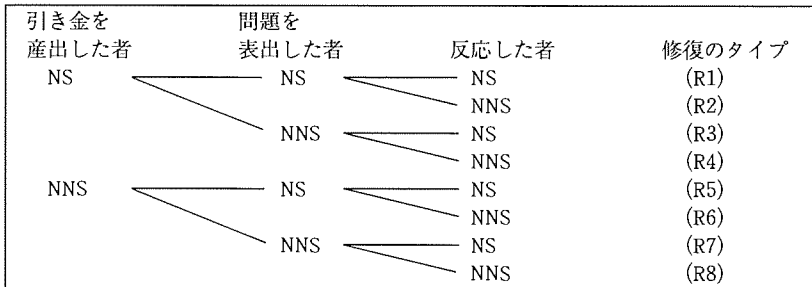 引き金を 問題を
産出した者 表出した者 反応した者 修復のタイプ
NS NS NS (R1)
NNS (R2)
NNS NS (R3)
NNS (R4)
NNS NS NS (R5)
NNS (R6)
NNS NS (R7)
NNS (R8)